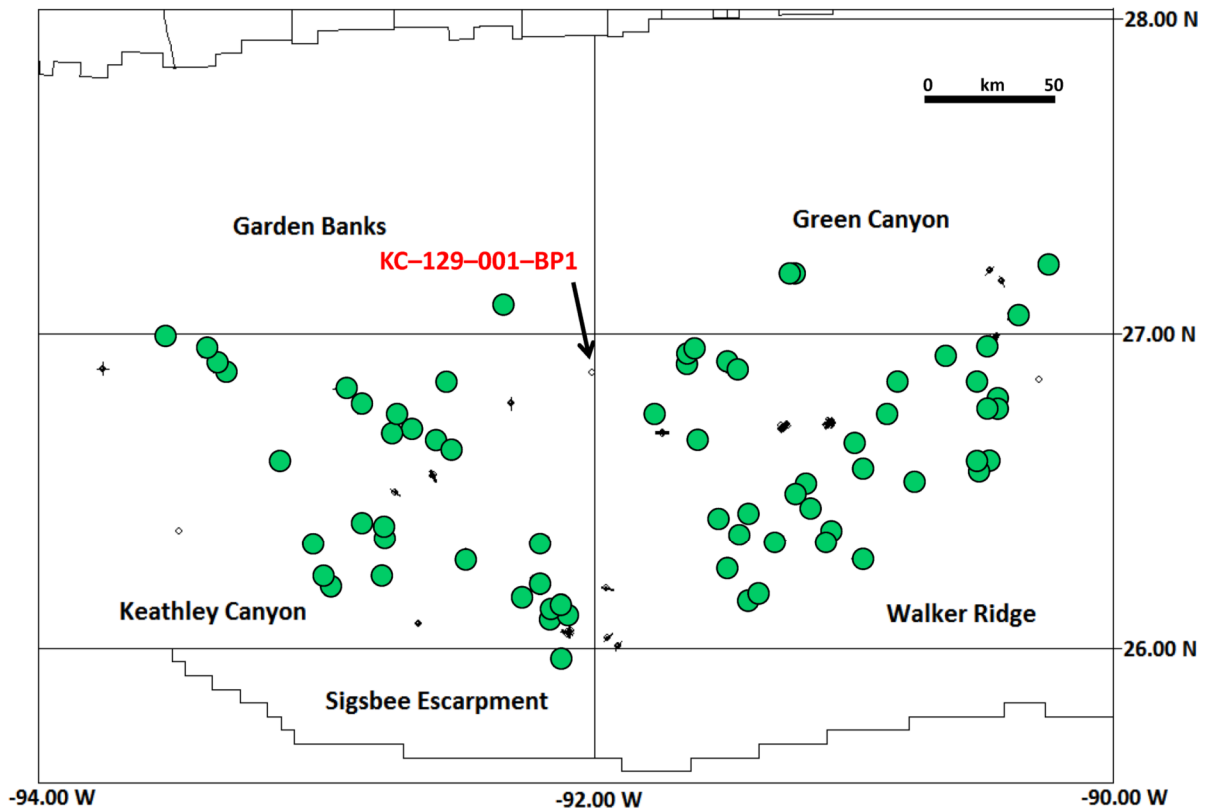 28.00 N
0 km 50
Garden Banks
Green Canyon
KC–129–001–BP1
27.00 N
Keathley Canyon
Walker Ridge
26.00 N
Sigsbee Escarpment
-94.00 W
-92.00 W
-90.00 W